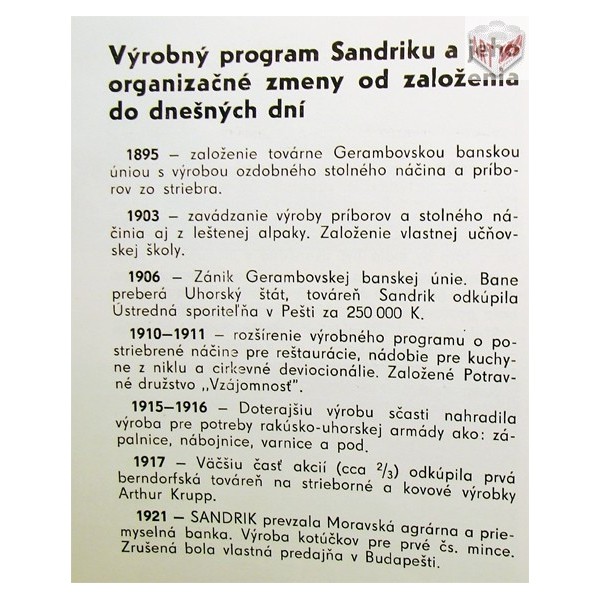 Výrobný program Sandriku a jeho
organizačné zmeny od založenia
do dnešných dní
1895 – založenie továrne Gerambovskou banskou
úniou s výrobou ozdobného stolného náčina a príbo-
rov zo striebra.
1903 – zavádzanie výroby príborov a stolného ná-
činia aj z leštenej alpaky. Založenie vlastnej učňov-
skej školy.
1906 – Zánik Gerambovskej banskej únie. Bane
preberá Uhorský štát, továreň Sandrik odkúpila
Ústredná sporiteľňa v Pešti za 250 000 K.
1910–1911 – rozšírenie výrobného programu o po-
striebrené náčine pre reštaurácie, nádobie pre kuchy-
ne z niklu a cirkevné deviocionálie. Založené Potrav-
né družstvo „Vzájomnosť".
1915–1916 – Doterajšiu výrobu sčasti nahradila
výroba pre potreby rakúsko-uhorskej armády ako: zá-
palnice, nábojnice, varnice a pod.
1917 – Väčšiu časť akcií (cca 2/3) odkúpila prvá
berndorfská továreň na strieborné a kovové výrobky
Arthur Krupp.
1921 – SANDRIK prevzala Moravská agrárna a prie-
myselná banka. Výroba kotúčkov pre prvé čs. mince.
Zrušená bola vlastná predajňa v Budapešti.